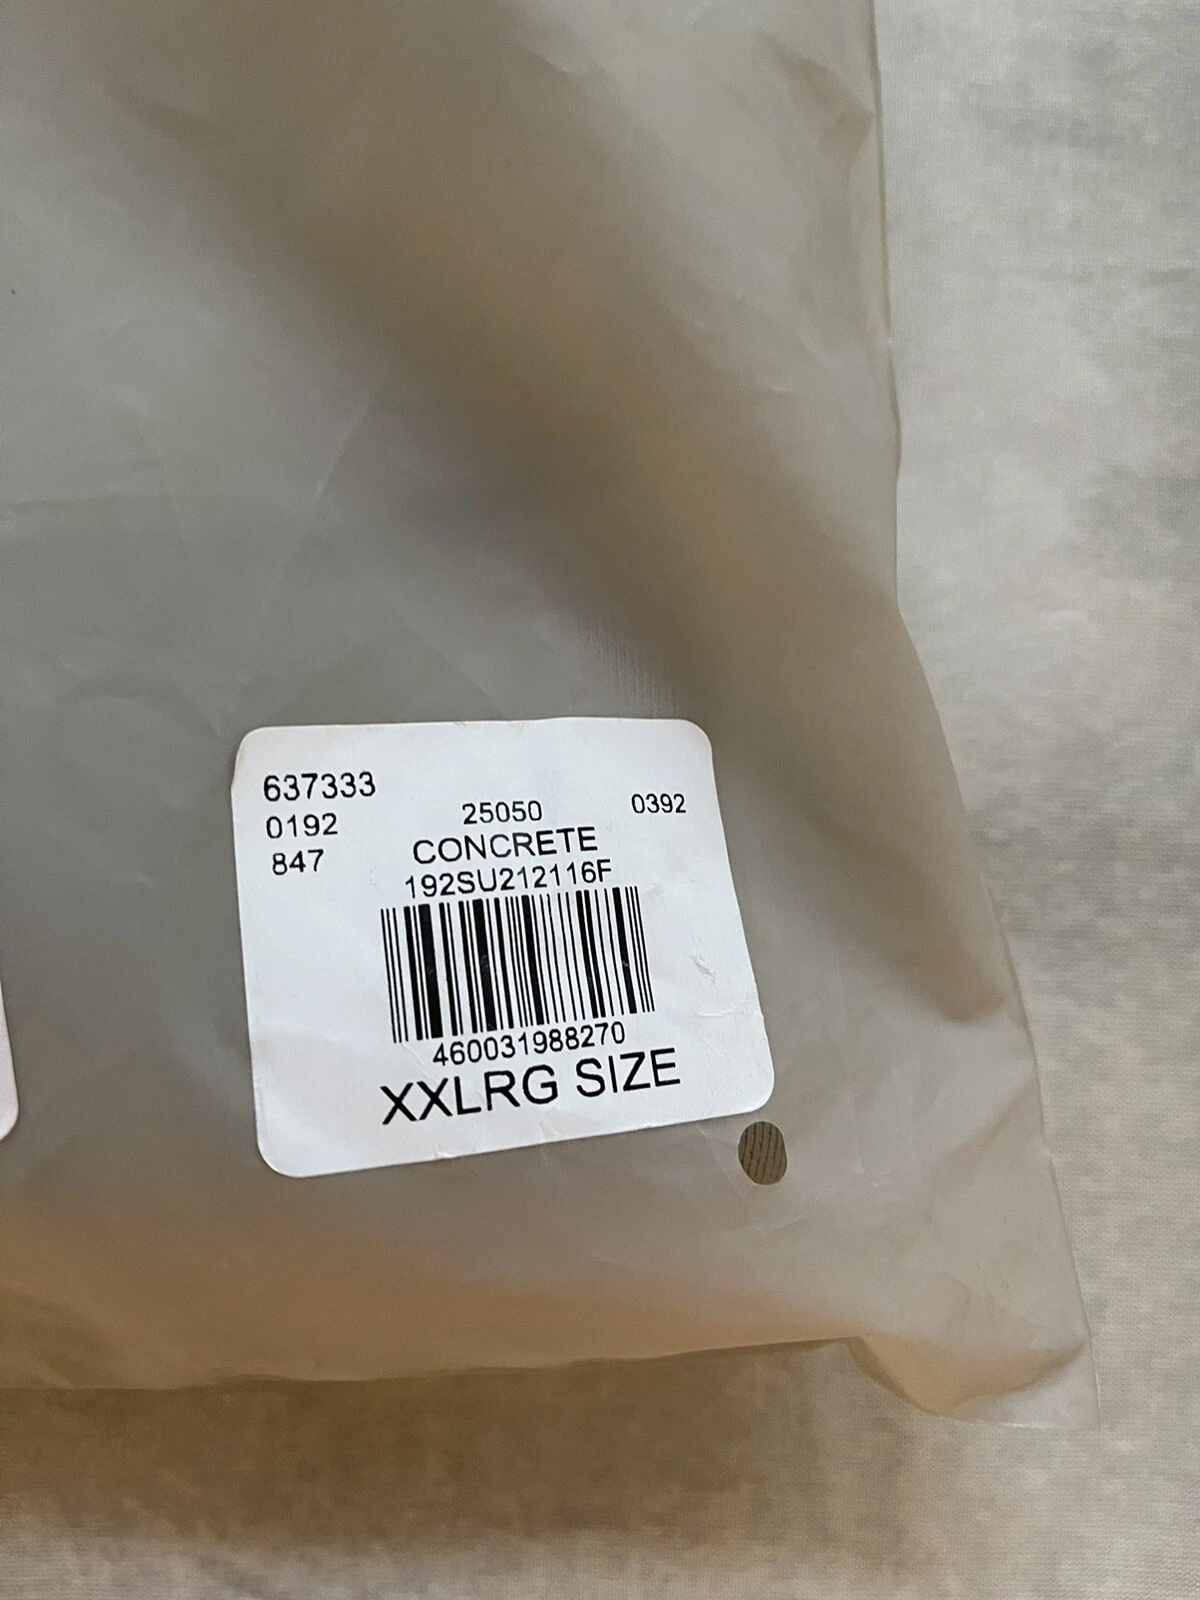 637333
0192 25050 0392
847 CONCRETE
192SU212116F
460031988270
XXLRG SIZE